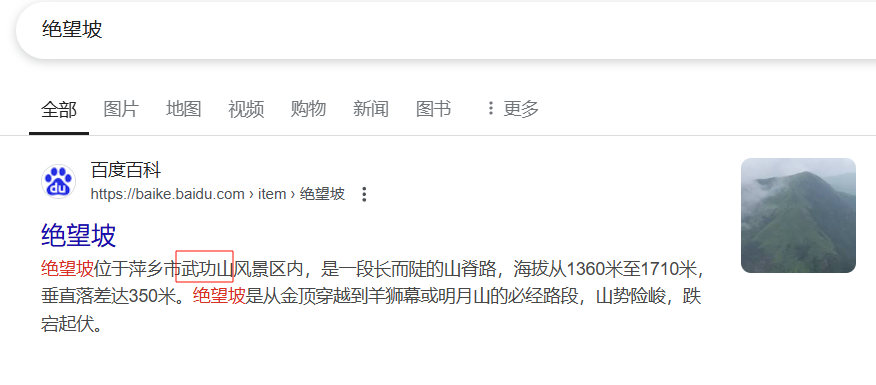 绝望坡
全部 图片 地图 视频 购物 新闻 图书 ⋮ 更多
百度百科
du
https://baike.baidu.com › item › 绝望坡 ⋮
绝望坡
绝望坡位于萍乡市武功山风景区内，是一段长而陡的山脊路，海拔从1360米至1710米，
垂直落差达350米。绝望坡是从金顶穿越到羊狮幕或明月山的必经路段，山势险峻，跌
宕起伏。